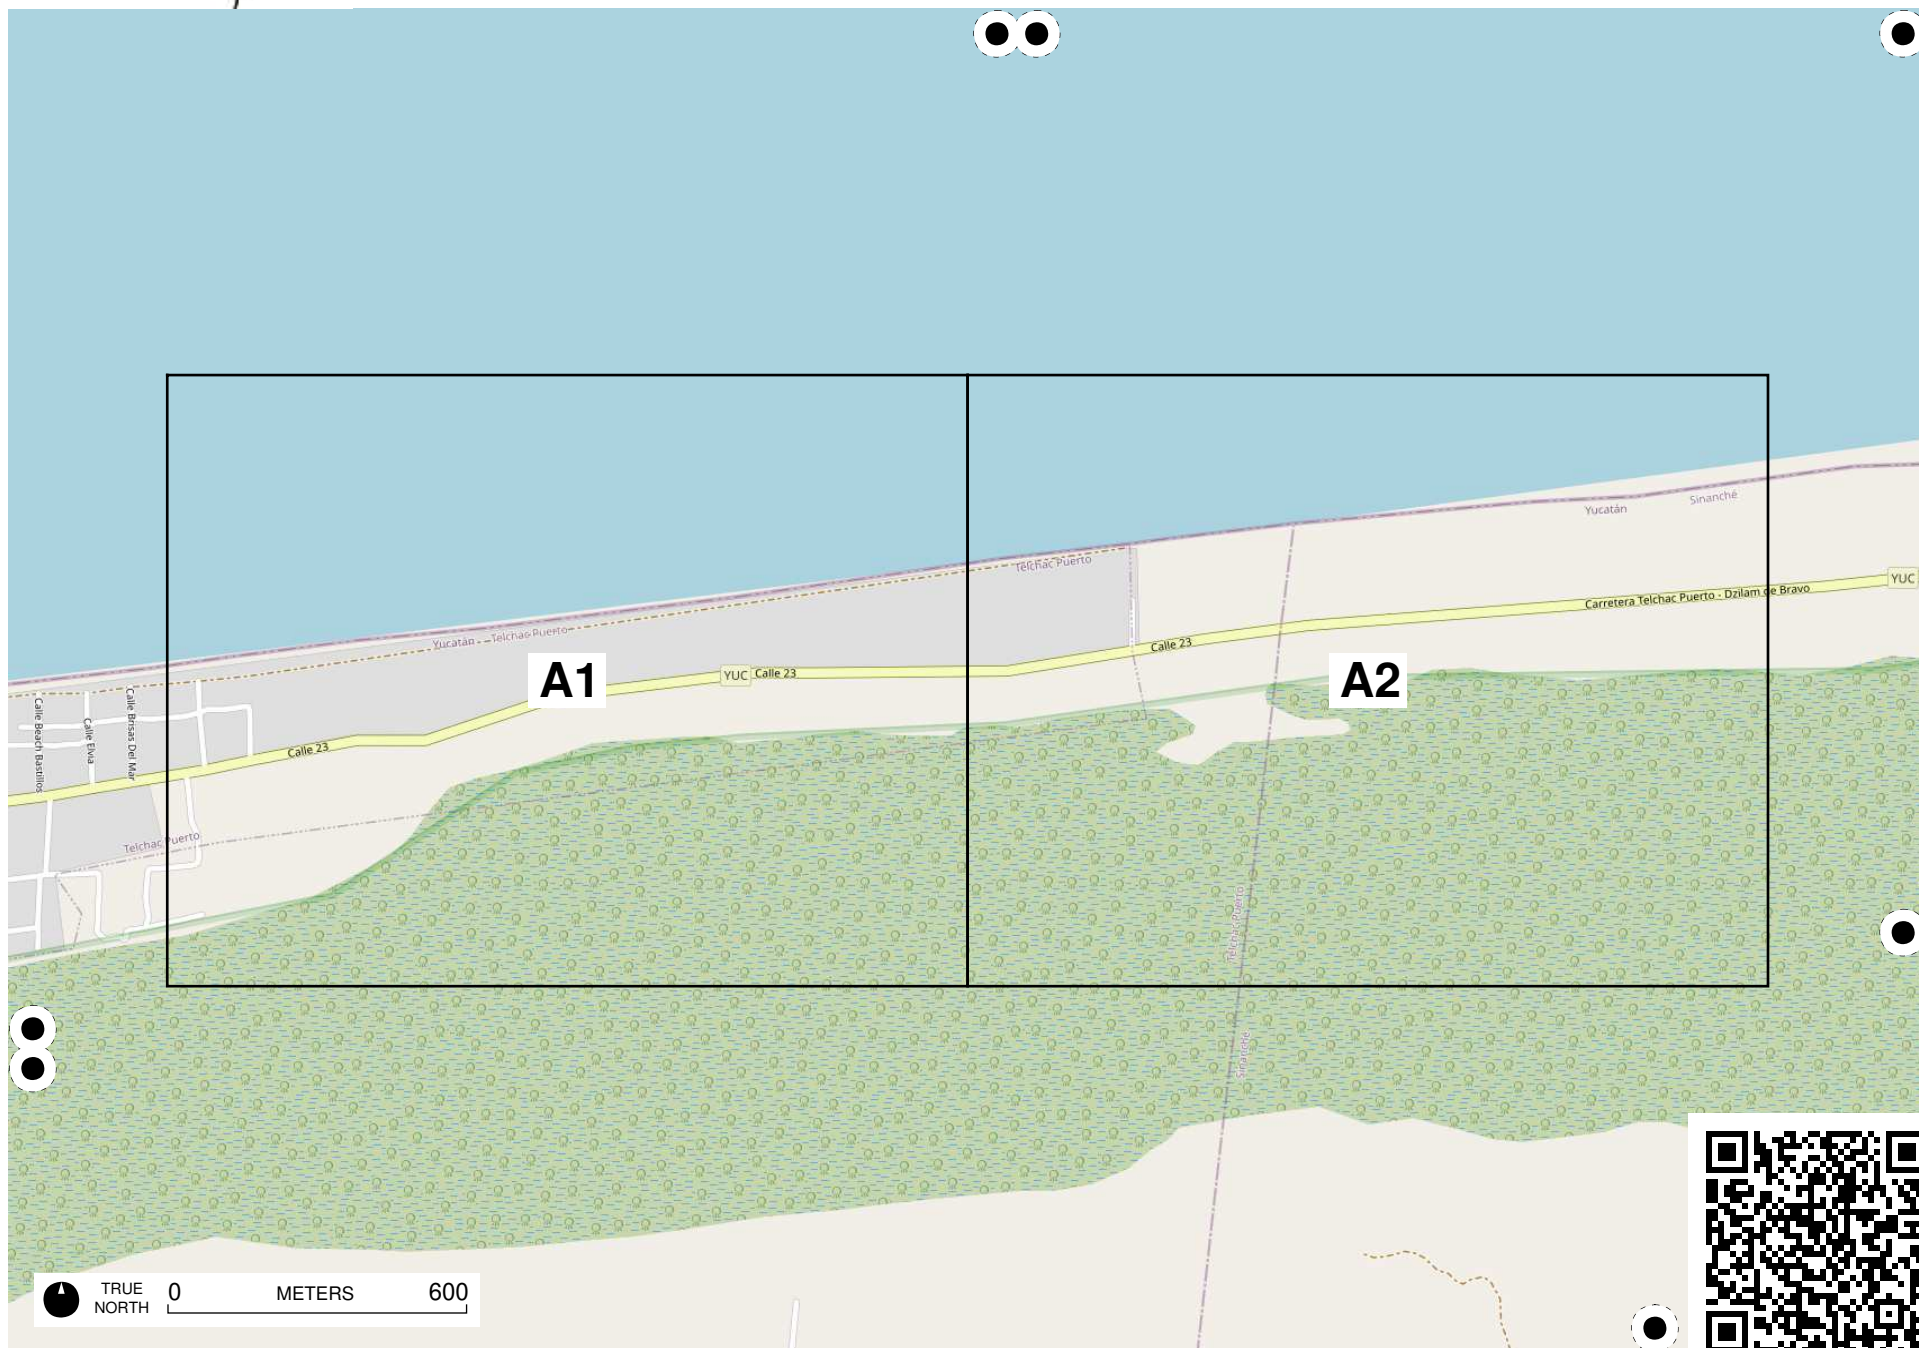 Sinanché
Yucatán
Telchac Puerto
YUC
Carretera Telchac Puerto - Dzilam de Bravo
Yucatán
Telchac Puerto
Calle 23
A1
YUC
Calle 23
A2
Calle Beach Bastillos
Calle Elvia
Calle Brisas Del Mar
Calle 23
Telchac Puerto
Telchac Puerto
Sinanché
TRUE
NORTH
0
METERS
600